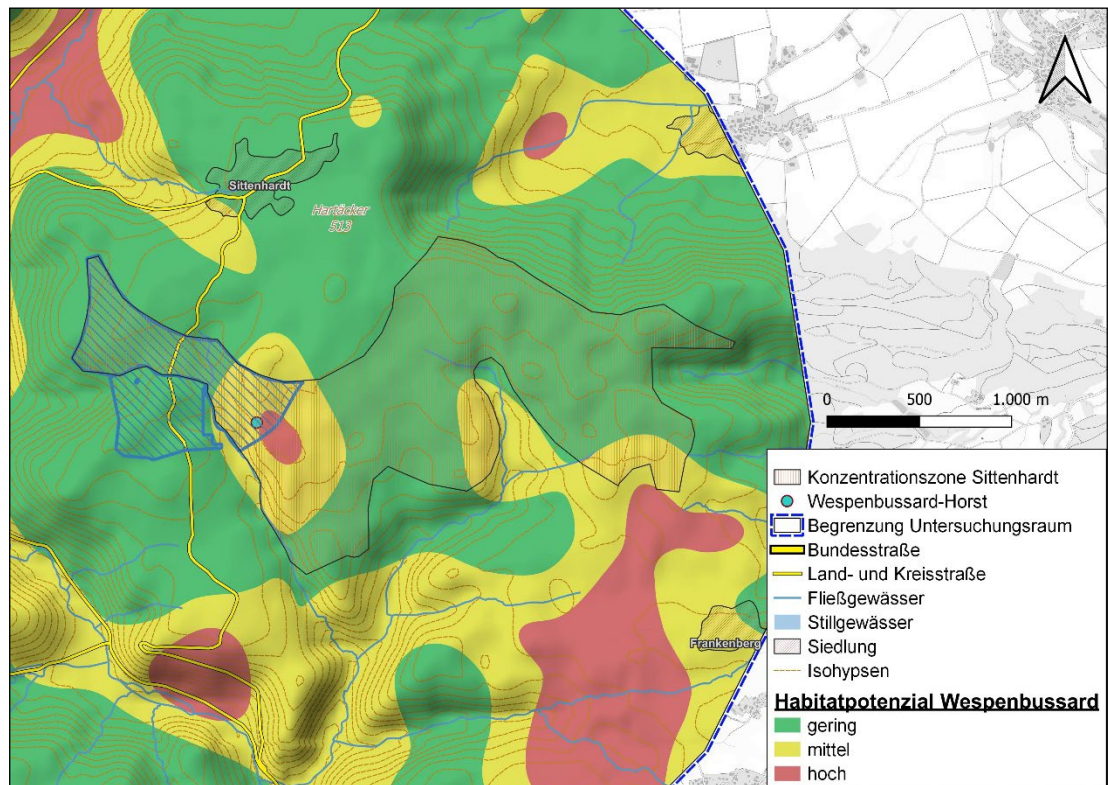 Sittenhardt
Hartäcker
513
0
500
1.000 m
Konzentrationszone Sittenhardt
Wespenbussard-Horst
Begrenzung Untersuchungsraum
Bundesstraße
Land- und Kreisstraße
Fließgewässer
Stillgewässer
Siedlung
Isohypsen
Frankenberg
Habitatpotenzial Wespenbussard
gering
mittel
hoch